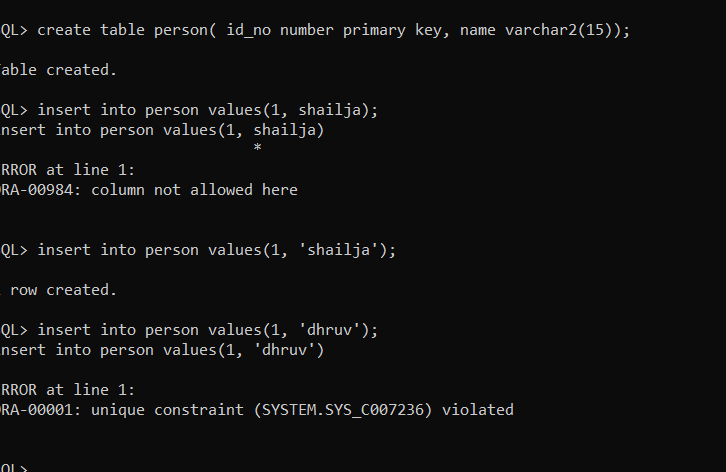 QL> create table person( id_no number primary key, name varchar2(15));
able created.
QL> insert into person values(1, shailja);
nsert into person values(1, shailja)
*
RROR at line 1:
RA-00984: column not allowed here
QL> insert into person values(1, 'shailja');
row created.
QL> insert into person values(1, 'dhruv');
nsert into person values(1, 'dhruv')
RROR at line 1:
RA-00001: unique constraint (SYSTEM.SYS_C007236) violated
QL>